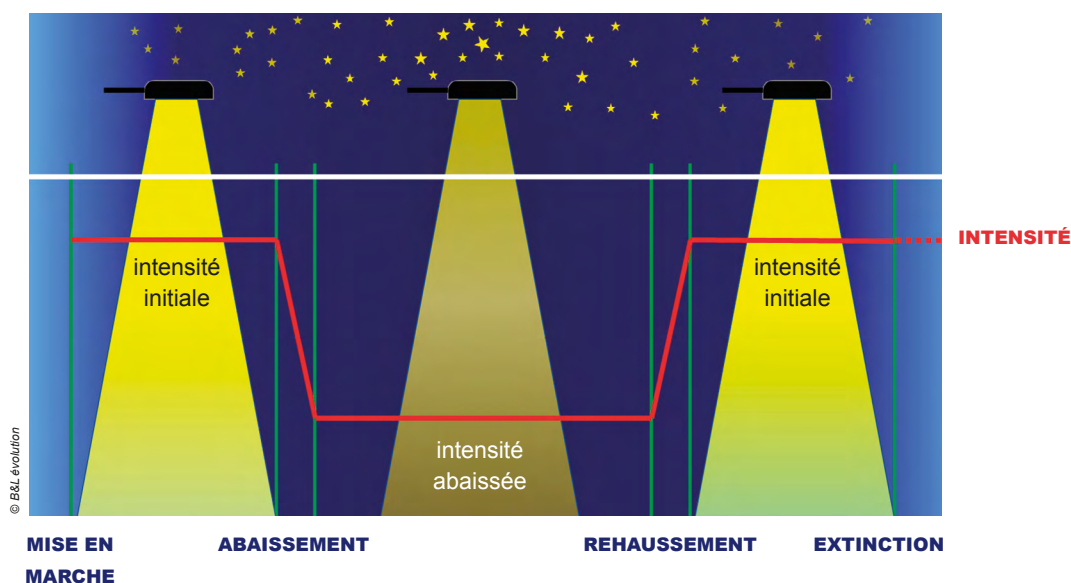 INTENSITÉ
intensité
initiale
intensité
initiale
intensité
abaissée
© B&L évolution
MISE EN
MARCHE
ABAISSEMENT
REHAUSSEMENT
EXTINCTION